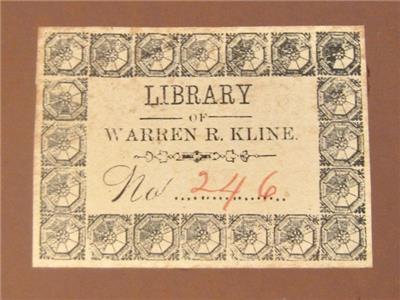 LIBRARY
OF
WARREN R. KLINE.
No. 246